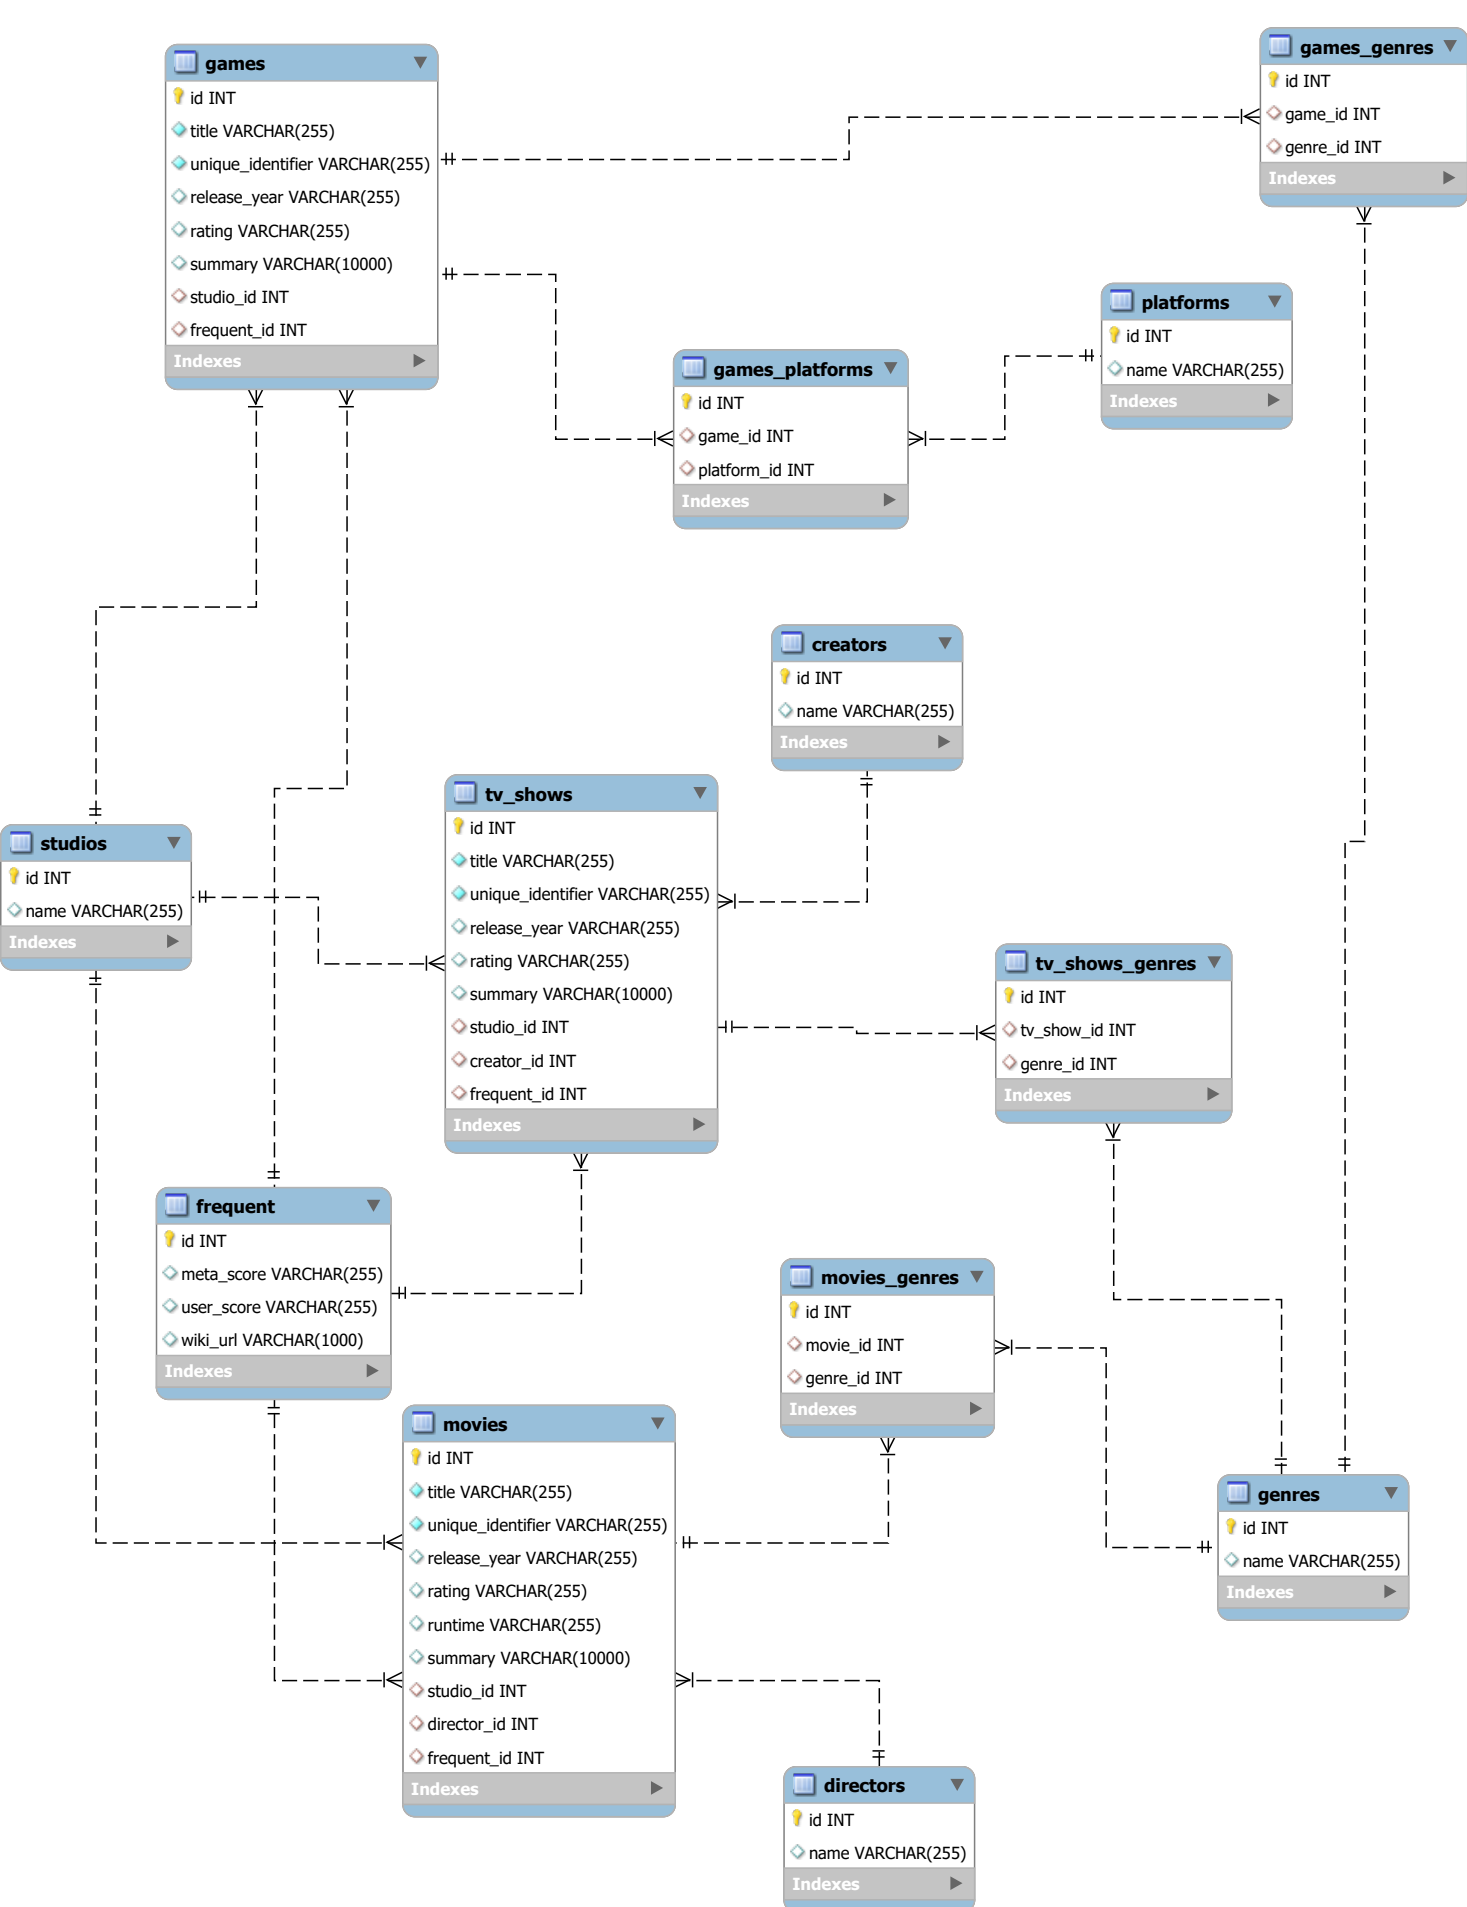 games
id INT
title VARCHAR(255)
unique_identifier VARCHAR(255)
release_year VARCHAR(255)
rating VARCHAR(255)
summary VARCHAR(10000)
studio_id INT
frequent_id INT
Indexes
games_genres
id INT
game_id INT
genre_id INT
Indexes
platforms
id INT
name VARCHAR(255)
Indexes
games_platforms
id INT
game_id INT
platform_id INT
Indexes
creators
id INT
name VARCHAR(255)
Indexes
tv_shows
id INT
title VARCHAR(255)
unique_identifier VARCHAR(255)
release_year VARCHAR(255)
rating VARCHAR(255)
summary VARCHAR(10000)
studio_id INT
creator_id INT
frequent_id INT
Indexes
studios
id INT
name VARCHAR(255)
Indexes
tv_shows_genres
id INT
tv_show_id INT
genre_id INT
Indexes
frequent
id INT
meta_score VARCHAR(255)
user_score VARCHAR(255)
wiki_url VARCHAR(1000)
Indexes
movies_genres
id INT
movie_id INT
genre_id INT
Indexes
movies
id INT
title VARCHAR(255)
unique_identifier VARCHAR(255)
release_year VARCHAR(255)
rating VARCHAR(255)
runtime VARCHAR(255)
summary VARCHAR(10000)
studio_id INT
director_id INT
frequent_id INT
Indexes
genres
id INT
name VARCHAR(255)
Indexes
directors
id INT
name VARCHAR(255)
Indexes